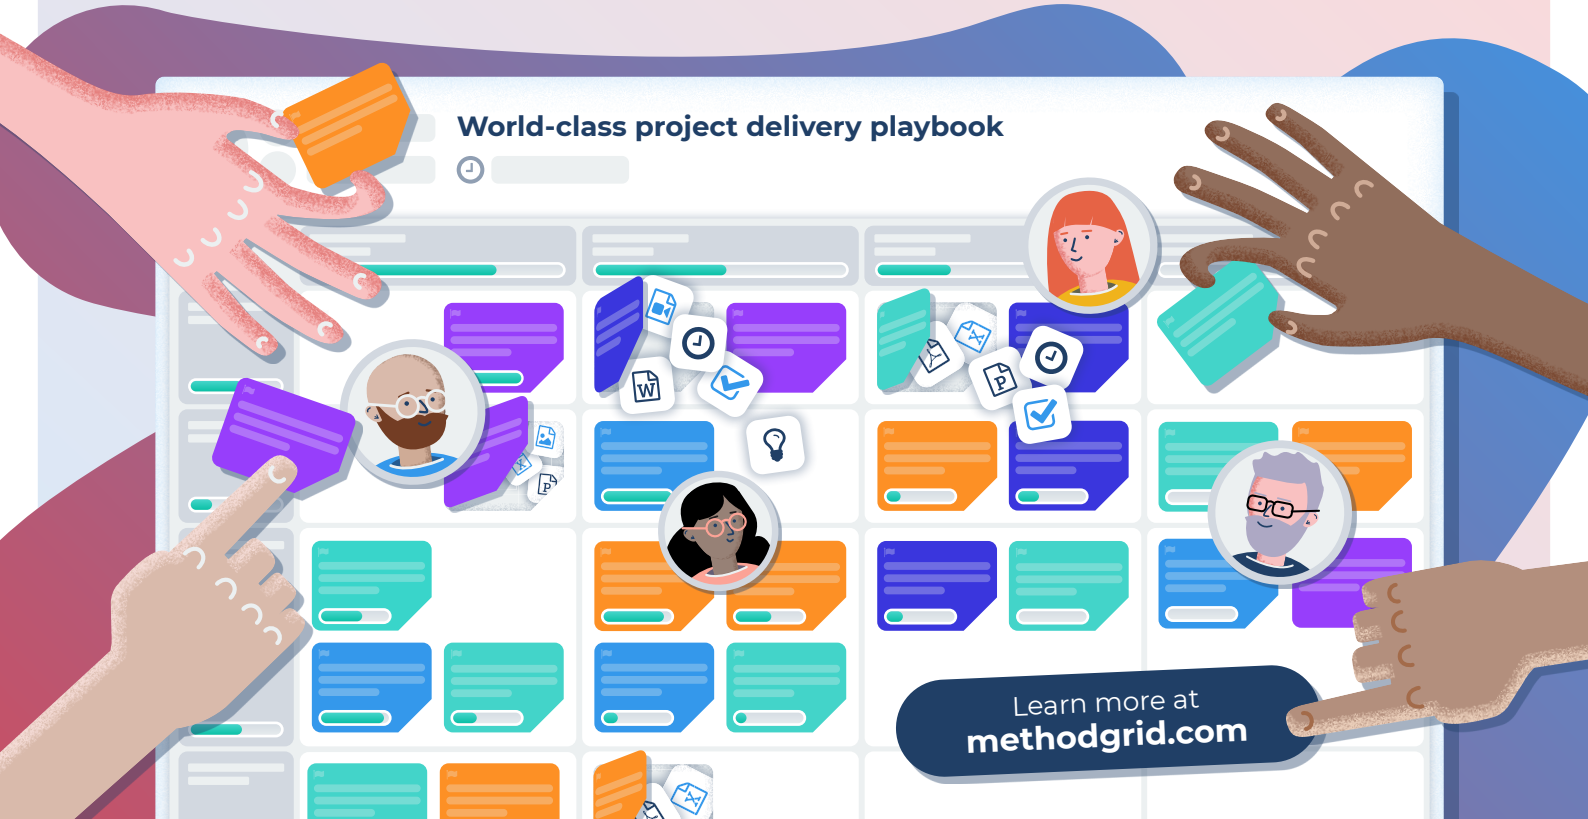 World-class project delivery playbook
W
X
P
X
P
Learn more at
methodgrid.com
X